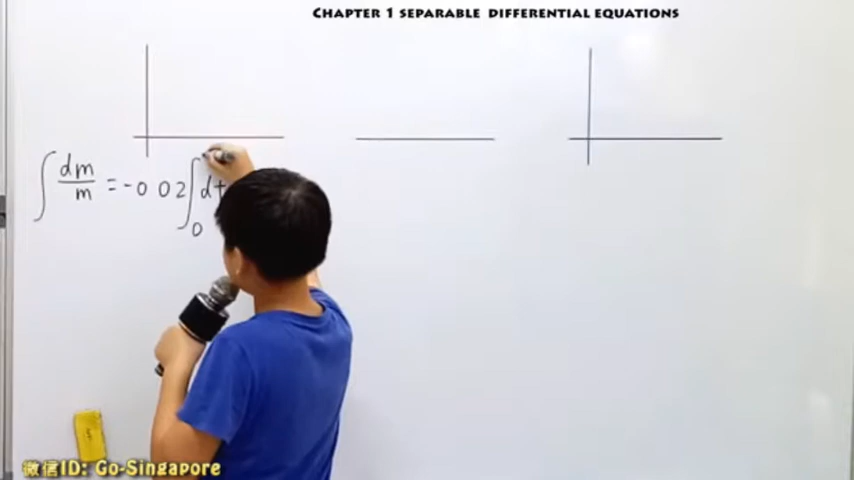 CHAPTER 1 SEPARABLE DIFFERENTIAL EQUATIONS
∫ dm/m = -0 02 ∫ dt
0
微信ID: Go-Singapore